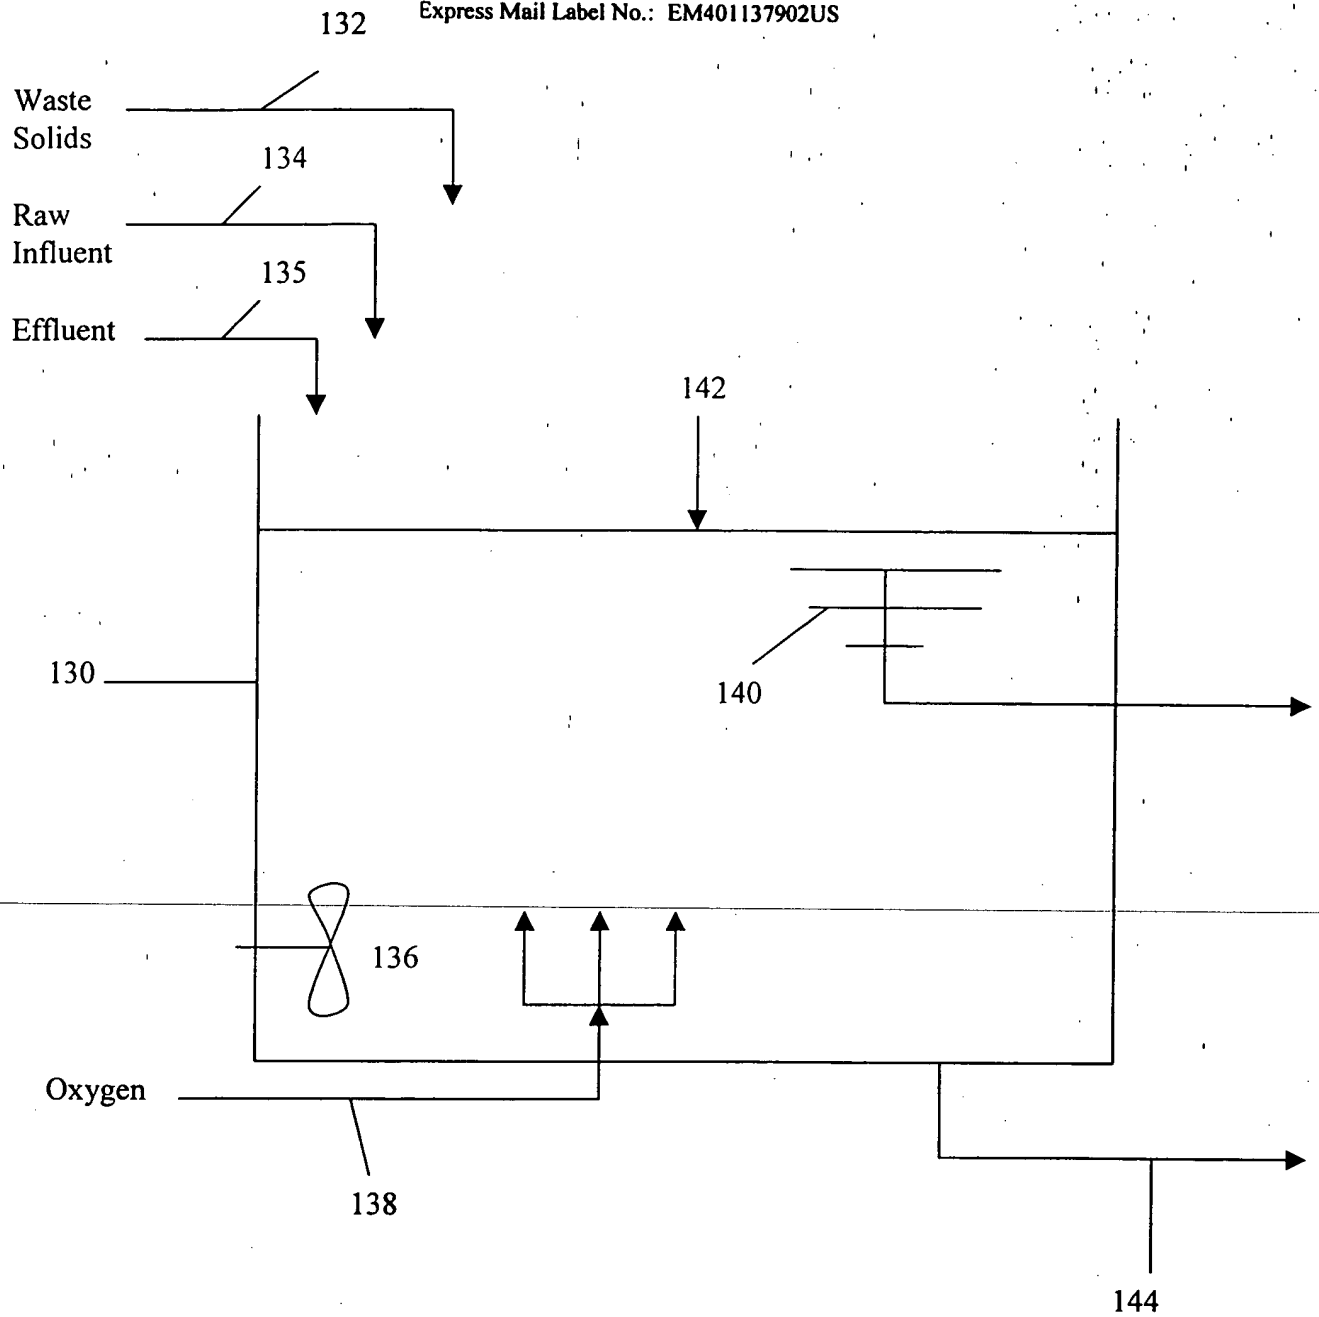 Express Mail Label No.: EM401137902US
132
Waste
Solids
134
Raw
Influent
135
Effluent
142
130
140
136
Oxygen
138
144